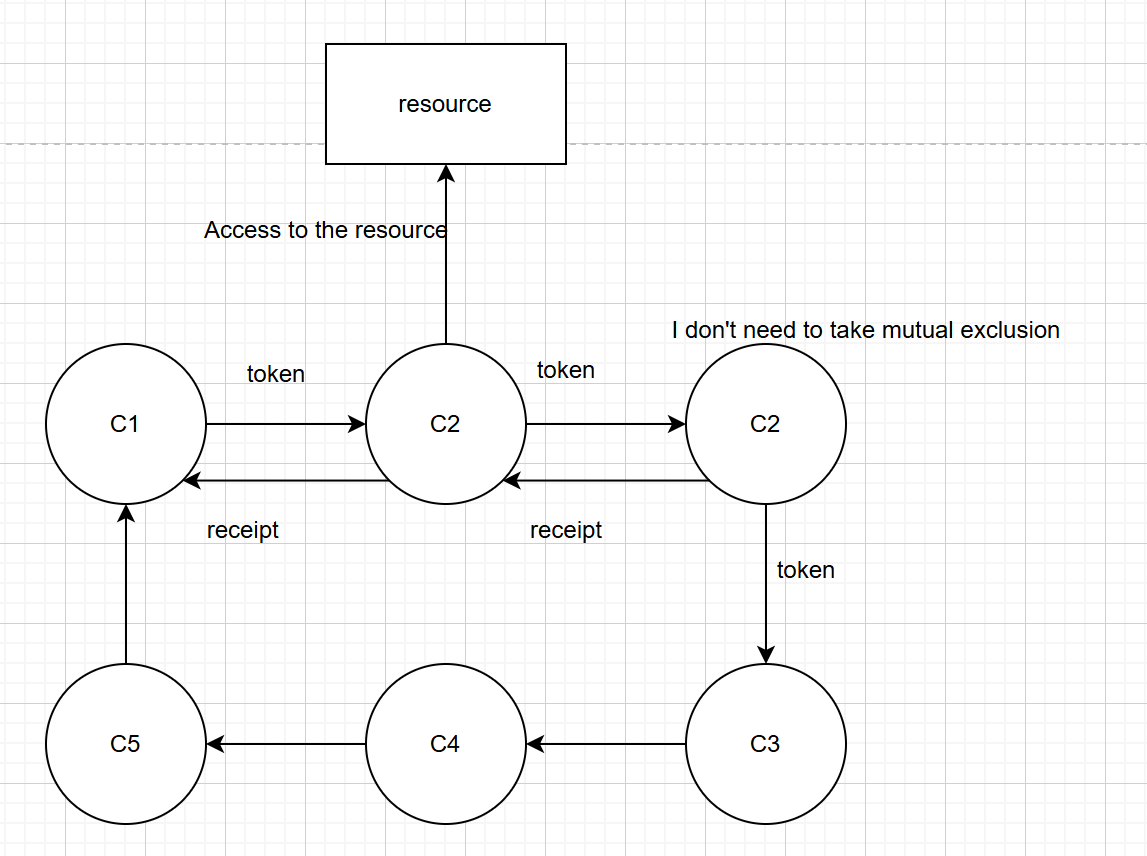 resource
Access to the resource
I don't need to take mutual exclusion
token
token
C1
C2
C2
receipt
receipt
token
C5
C4
C3